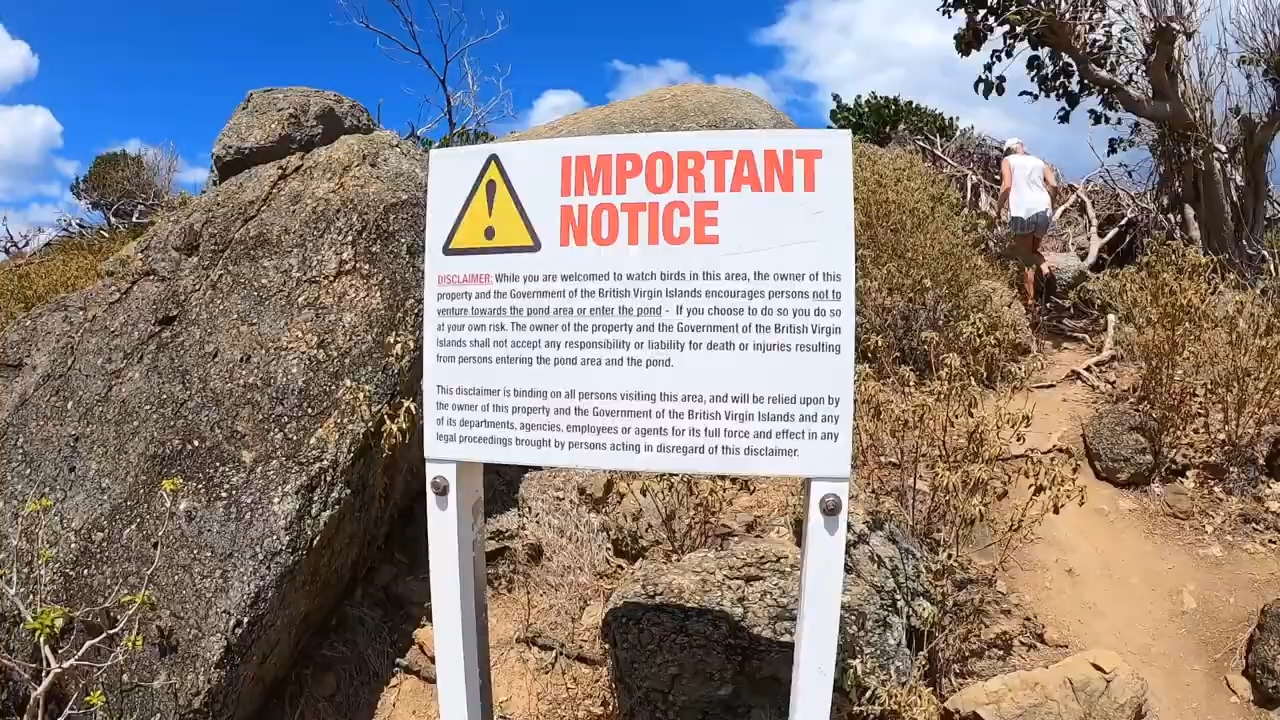 IMPORTANT
NOTICE
DISCLAIMER: While you are welcomed to watch birds in this area, the owner of this
property and the Government of the British Virgin Islands encourages persons not to
venture towards the pond area or enter the pond - If you choose to do so you do so
at your own risk. The owner of the property and the Government of the British Virgin
Islands shall not accept any responsibility or liability for death or injuries resulting
from persons entering the pond area and the pond.
This disclaimer is binding on all persons visiting this area, and will be relied upon by
the owner of this property and the Government of the British Virgin Islands and any
of its departments, agencies, employees or agents for its full force and effect in any
legal proceedings brought by persons acting in disregard of this disclaimer.